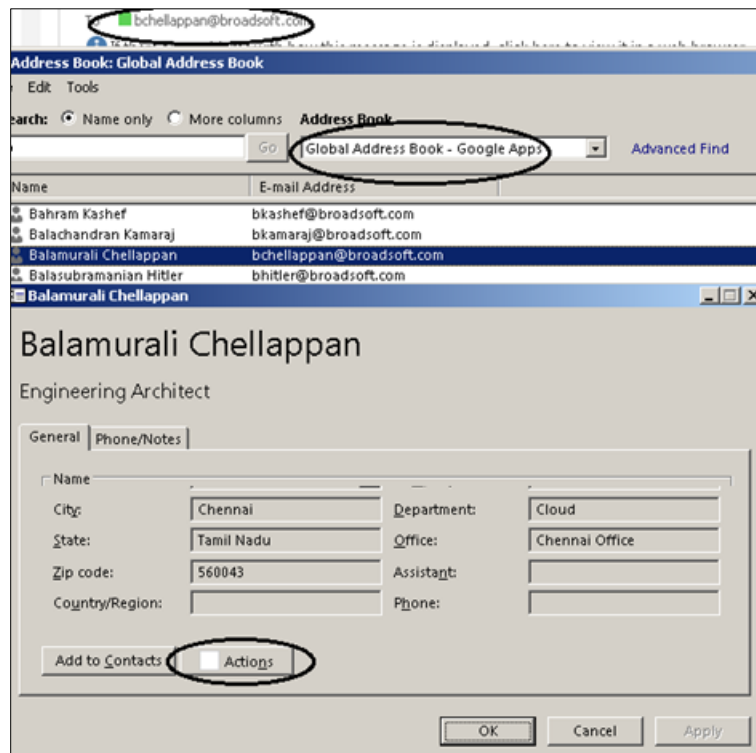 To bchellappan@broadsoft.com
Address Book: Global Address Book
Edit Tools
earch: Name only More columns Address Book
Go Global Address Book - Google Apps Advanced Find
Name E-mail Address
Bahram Kashef bkashef@broadsoft.com
Balachandran Kamaraj bkamaraj@broadsoft.com
Balamurali Chellappan bchellappan@broadsoft.com
Balasubramanian Hitler bhitler@broadsoft.com
Balamurali Chellappan
Balamurali Chellappan
Engineering Architect
General Phone/Notes
Name
City: Chennai Department: Cloud
State: Tamil Nadu Office: Chennai Office
Zip code: 560043 Assistant:
Country/Region: Phone:
Add to Contacts Actions
OK Cancel Apply